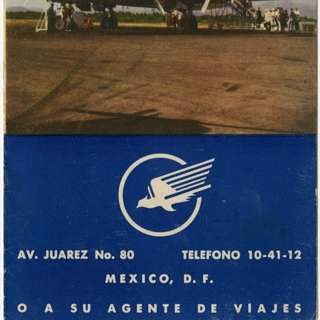 AV. JUAREZ No. 80 TELEFONO 10-41-12
MEXICO, D. F.
O A SU AGENTE DE VIAJES